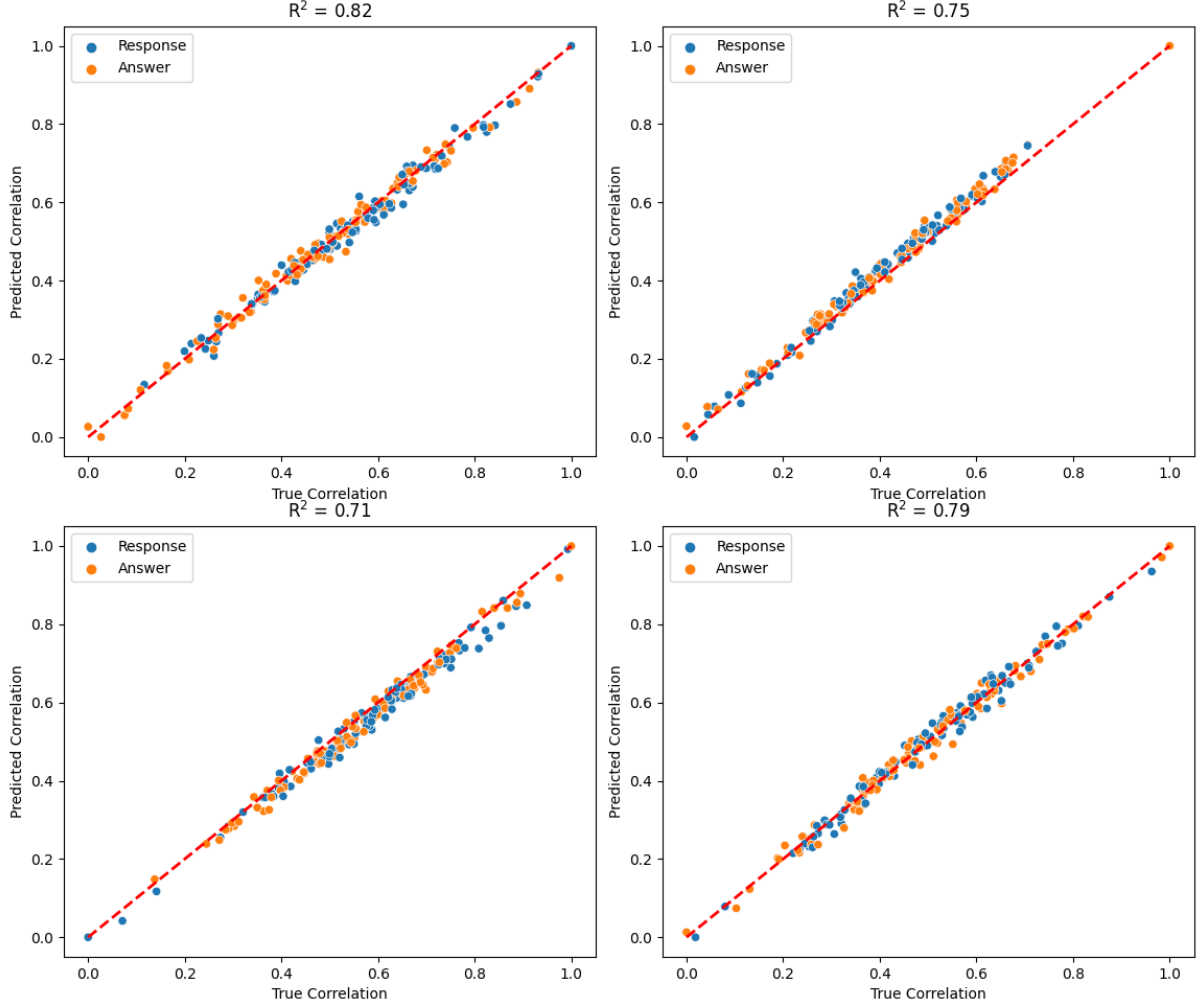 R² = 0.82
Response
Answer
1.0
0.8
0.6
0.4
0.2
0.0
Predicted Correlation
0.0 0.2 0.4 0.6 0.8 1.0
True Correlation
R² = 0.75
Response
Answer
1.0
0.8
0.6
0.4
0.2
0.0
Predicted Correlation
0.0 0.2 0.4 0.6 0.8 1.0
True Correlation
R² = 0.71
Response
Answer
1.0
0.8
0.6
0.4
0.2
0.0
Predicted Correlation
0.0 0.2 0.4 0.6 0.8 1.0
True Correlation
R² = 0.79
Response
Answer
1.0
0.8
0.6
0.4
0.2
0.0
Predicted Correlation
0.0 0.2 0.4 0.6 0.8 1.0
True Correlation